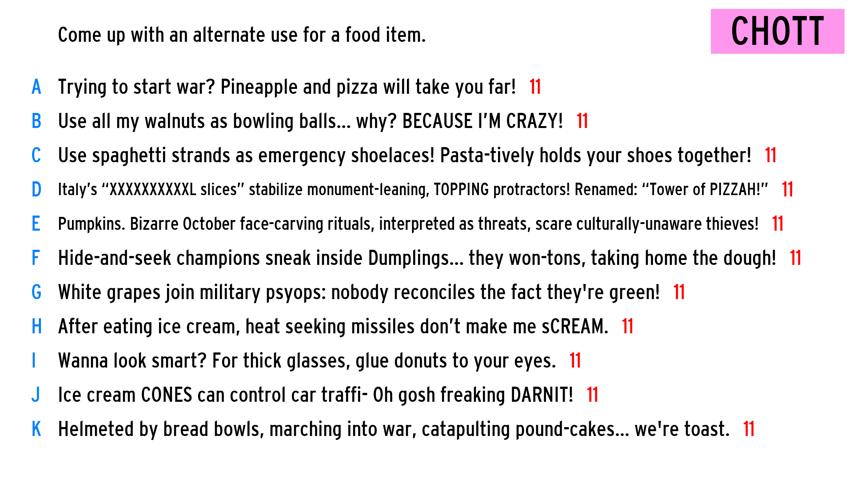 Come up with an alternate use for a food item.
CHOTT
A Trying to start war? Pineapple and pizza will take you far! 11
B Use all my walnuts as bowling balls... why? BECAUSE I'M CRAZY! 11
C Use spaghetti strands as emergency shoelaces! Pasta-tively holds your shoes together! 11
D Italy's “XXXXXXXXXXL slices” stabilize monument-leaning, TOPPING protractors! Renamed: “Tower of PIZZAH!” 11
E Pumpkins. Bizarre October face-carving rituals, interpreted as threats, scare culturally-unaware thieves! 11
F Hide-and-seek champions sneak inside Dumplings... they won-tons, taking home the dough! 11
G White grapes join military psyops: nobody reconciles the fact they're green! 11
H After eating ice cream, heat seeking missiles don't make me sCREAM. 11
I Wanna look smart? For thick glasses, glue donuts to your eyes. 11
J Ice cream CONES can control car traffi- Oh gosh freaking DARNIT! 11
K Helmeted by bread bowls, marching into war, catapulting pound-cakes... we're toast. 11